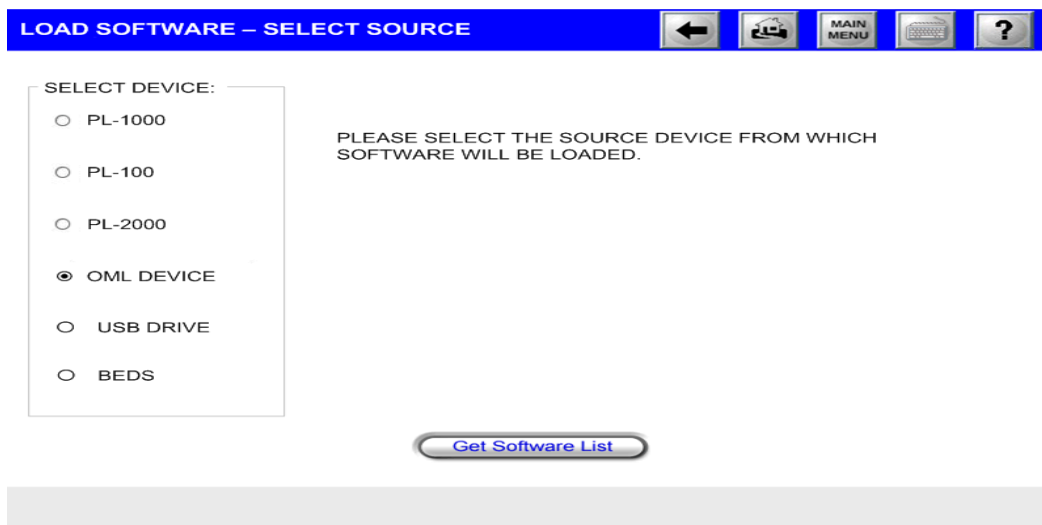 LOAD SOFTWARE – SELECT SOURCE
MAIN
MENU
?
SELECT DEVICE:
PL-1000
PLEASE SELECT THE SOURCE DEVICE FROM WHICH
SOFTWARE WILL BE LOADED.
PL-100
PL-2000
OML DEVICE
USB DRIVE
BEDS
Get Software List